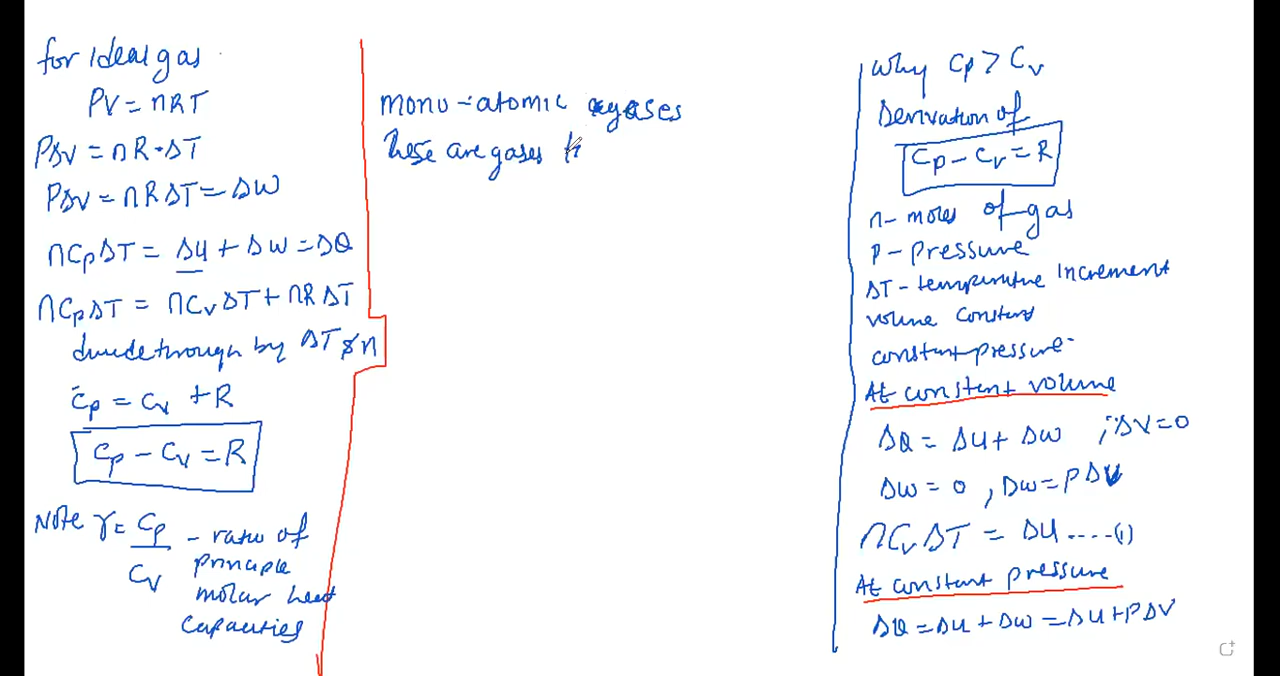 for ideal gas
PV = nRT
PΔV = nR·ΔT
PΔV = nRΔT = ΔW
nCpΔT = ΔU + ΔW = ΔQ
nCpΔT = nCvΔT + nRΔT
divide through by ΔT & n
Cp = Cv + R
Cp - Cv = R
Note γ = Cp/Cv - ratio of
principle
molar heat
capacities
mono-atomic gases
These are gases
Why Cp > Cv
Derivation of
Cp - Cv = R
n - moles of gas
P - pressure
ΔT - temperature increment
volume constant
constant pressure
At constant volume
ΔQ = ΔU + ΔW ; ΔV = 0
ΔW = 0 , ΔW = PΔV
nCvΔT = ΔU ....(1)
At constant pressure
ΔQ = ΔU + ΔW = ΔU + PΔV